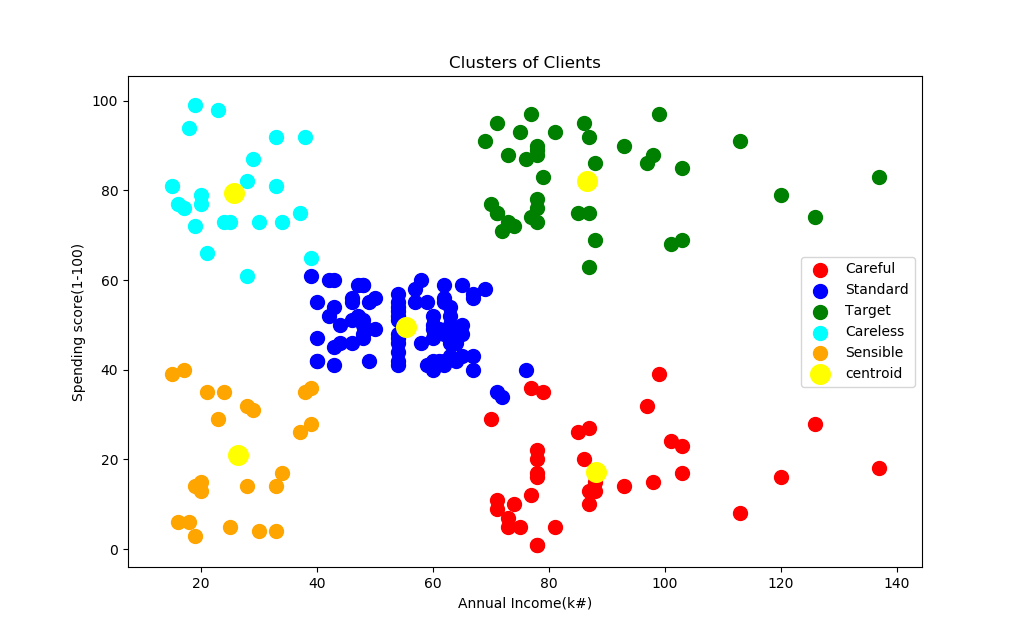 Clusters of Clients
100
80
60
40
20
0
Spending score(1-100)
20 40 60 80 100 120 140
Annual Income(k#)
Careful
Standard
Target
Careless
Sensible
centroid